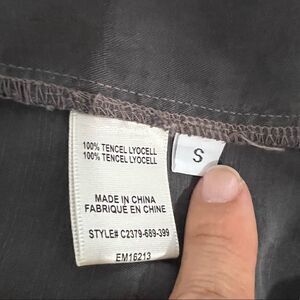 100% TENCEL LYOCELL
100% TENCEL LYOCELL
MADE IN CHINA
FABRIQUÉ EN CHINE
STYLE# C2379-689-399
EM16213
S